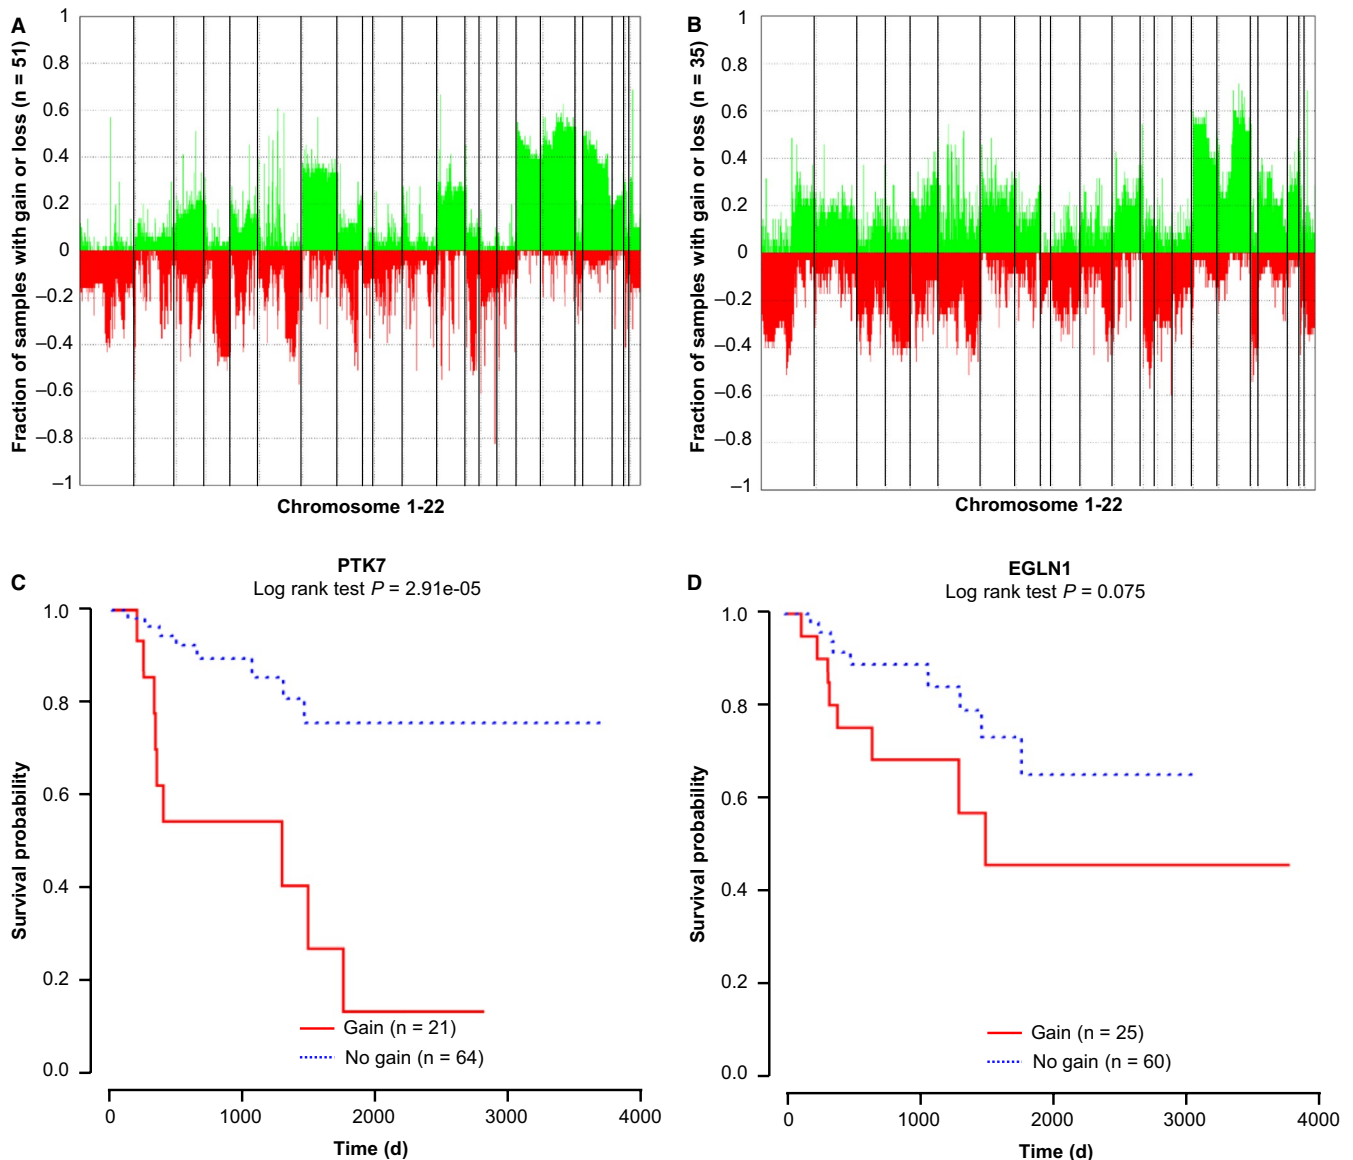 A
Fraction of samples with gain or loss (n = 51)
1
0.8
0.6
0.4
0.2
0
–0.2
–0.4
–0.6
–0.8
–1
Chromosome 1-22
B
Fraction of samples with gain or loss (n = 35)
1
0.8
0.6
0.4
0.2
0
–0.2
–0.4
–0.6
–0.8
–1
Chromosome 1-22
C
PTK7
Log rank test P = 2.91e-05
Survival probability
1.0
0.8
0.6
0.4
0.2
0.0
Gain (n = 21)
No gain (n = 64)
0 1000 2000 3000 4000
Time (d)
D
EGLN1
Log rank test P = 0.075
Survival probability
1.0
0.8
0.6
0.4
0.2
0.0
Gain (n = 25)
No gain (n = 60)
0 1000 2000 3000 4000
Time (d)